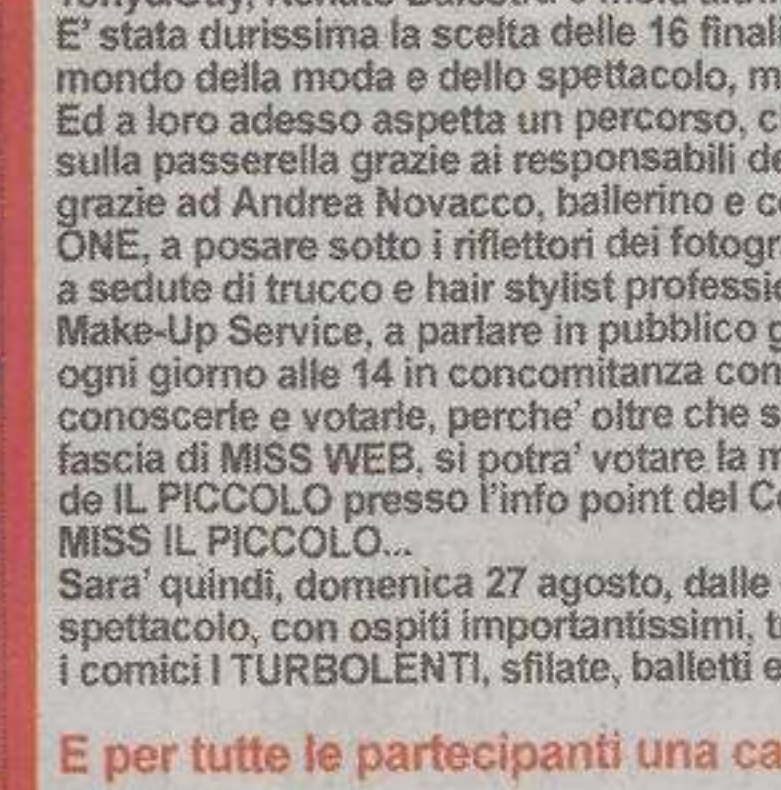 E' stata durissima la scelta delle 16 finali
mondo della moda e dello spettacolo, m
Ed a loro adesso aspetta un percorso, c
sulla passerella grazie ai responsabili de
grazie ad Andrea Novacco, ballerino e c
ONE, a posare sotto i riflettori dei fotogr
a sedute di trucco e hair stylist professi
Make-Up Service, a parlare in pubblico g
ogni giorno alle 14 in concomitanza con
conoscerle e votarle, perche' oltre che s
fascia di MISS WEB, si potra' votare la m
de IL PICCOLO presso l'info point del C
MISS IL PICCOLO...
Sara' quindi, domenica 27 agosto, dalle
spettacolo, con ospiti importantissimi, t
i comici I TURBOLENTI, sfilate, balletti e
E per tutte le partecipanti una ca